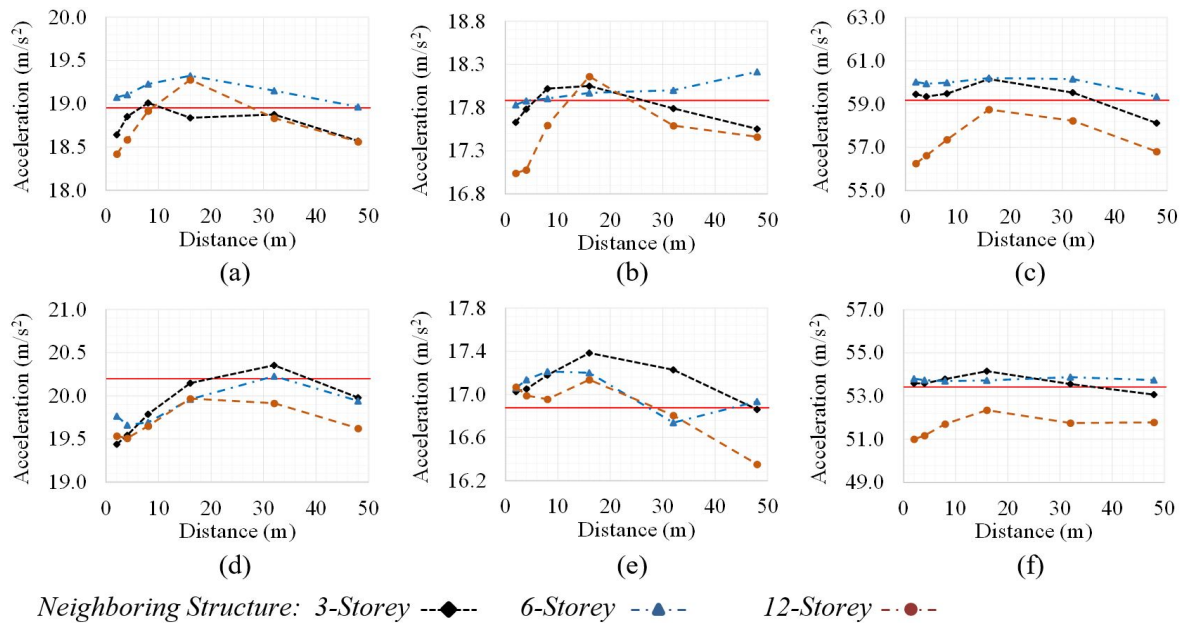 Acceleration (m/s²)
20.0
19.5
19.0
18.5
18.0
0 10 20 30 40 50
Distance (m)
(a)
Acceleration (m/s²)
18.8
18.3
17.8
17.3
16.8
0 10 20 30 40 50
Distance (m)
(b)
Acceleration (m/s²)
63.0
61.0
59.0
57.0
55.0
0 10 20 30 40 50
Distance (m)
(c)
Acceleration (m/s²)
21.0
20.5
20.0
19.5
19.0
0 10 20 30 40 50
Distance (m)
(d)
Acceleration (m/s²)
17.8
17.4
17.0
16.6
16.2
0 10 20 30 40 50
Distance (m)
(e)
Acceleration (m/s²)
57.0
55.0
53.0
51.0
49.0
0 10 20 30 40 50
Distance (m)
(f)
Neighboring Structure: 3-Storey 6-Storey 12-Storey